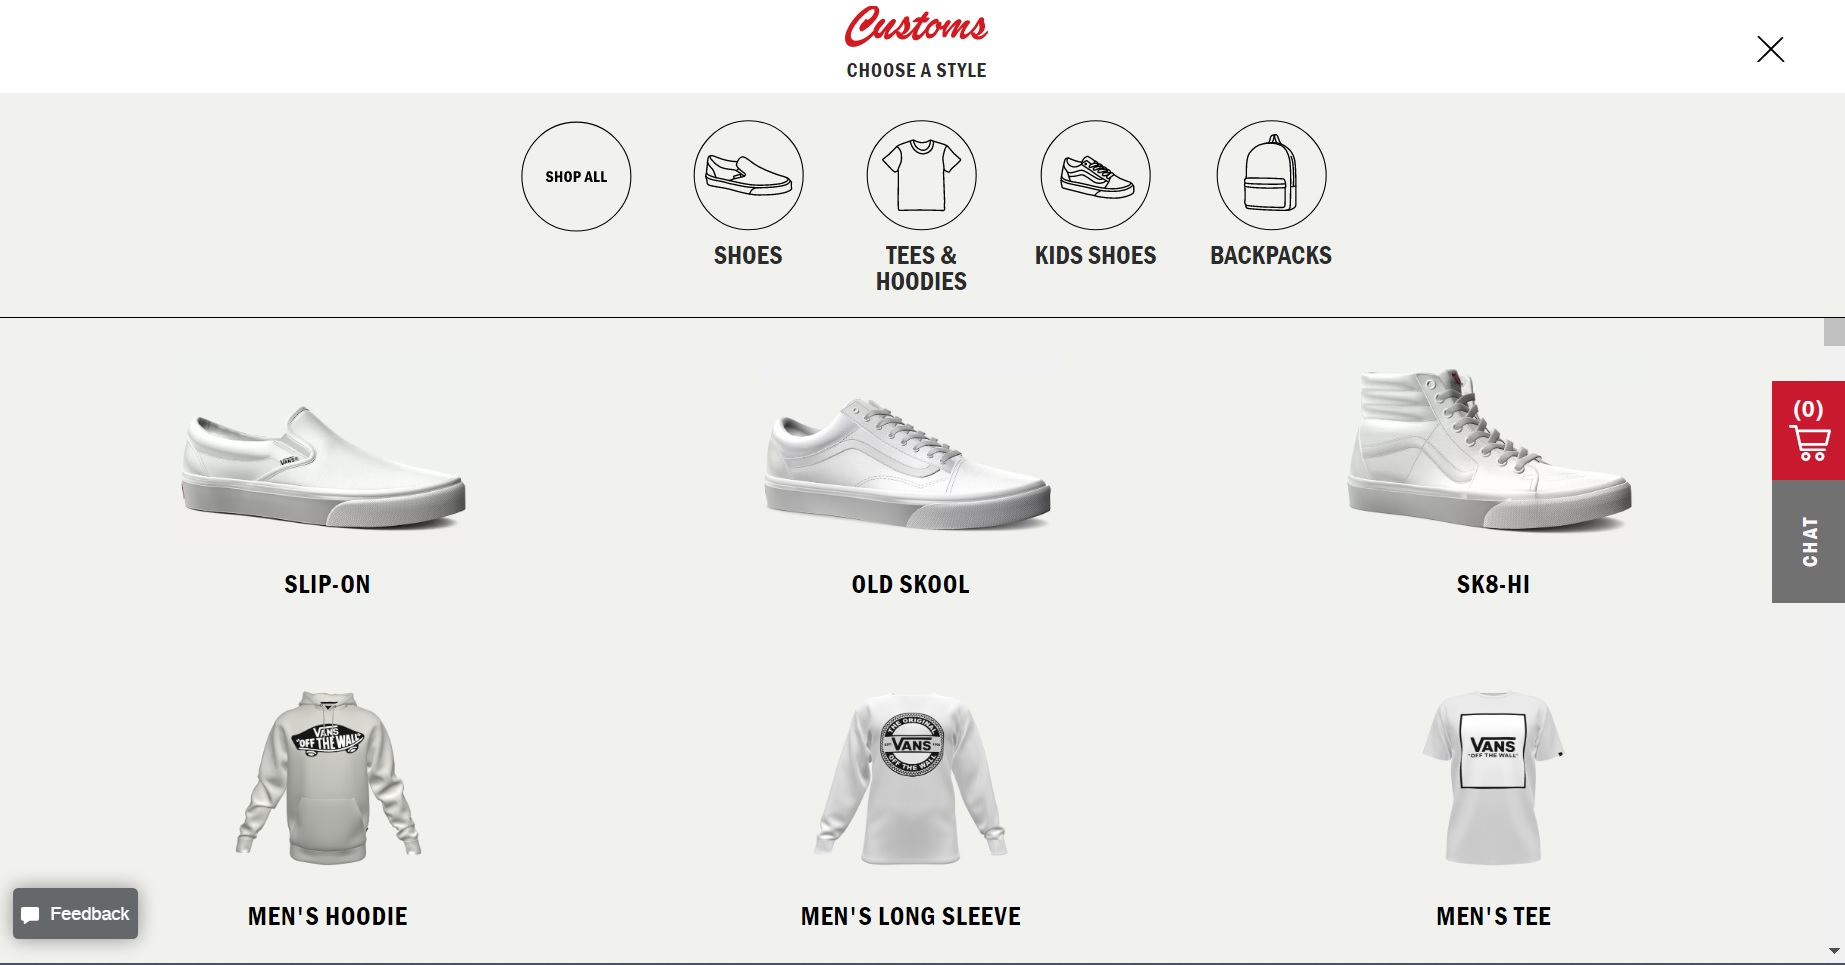 Customs
CHOOSE A STYLE
SHOP ALL
SHOES
TEES &
HOODIES
KIDS SHOES
BACKPACKS
(0)
CHAT
VANS
SLIP-ON
OLD SKOOL
SK8-HI
VANS
"OFF THE WALL"
THE ORIGINAL
VANS
OFF THE WALL
VANS
"OFF THE WALL"
Feedback
MEN'S HOODIE
MEN'S LONG SLEEVE
MEN'S TEE